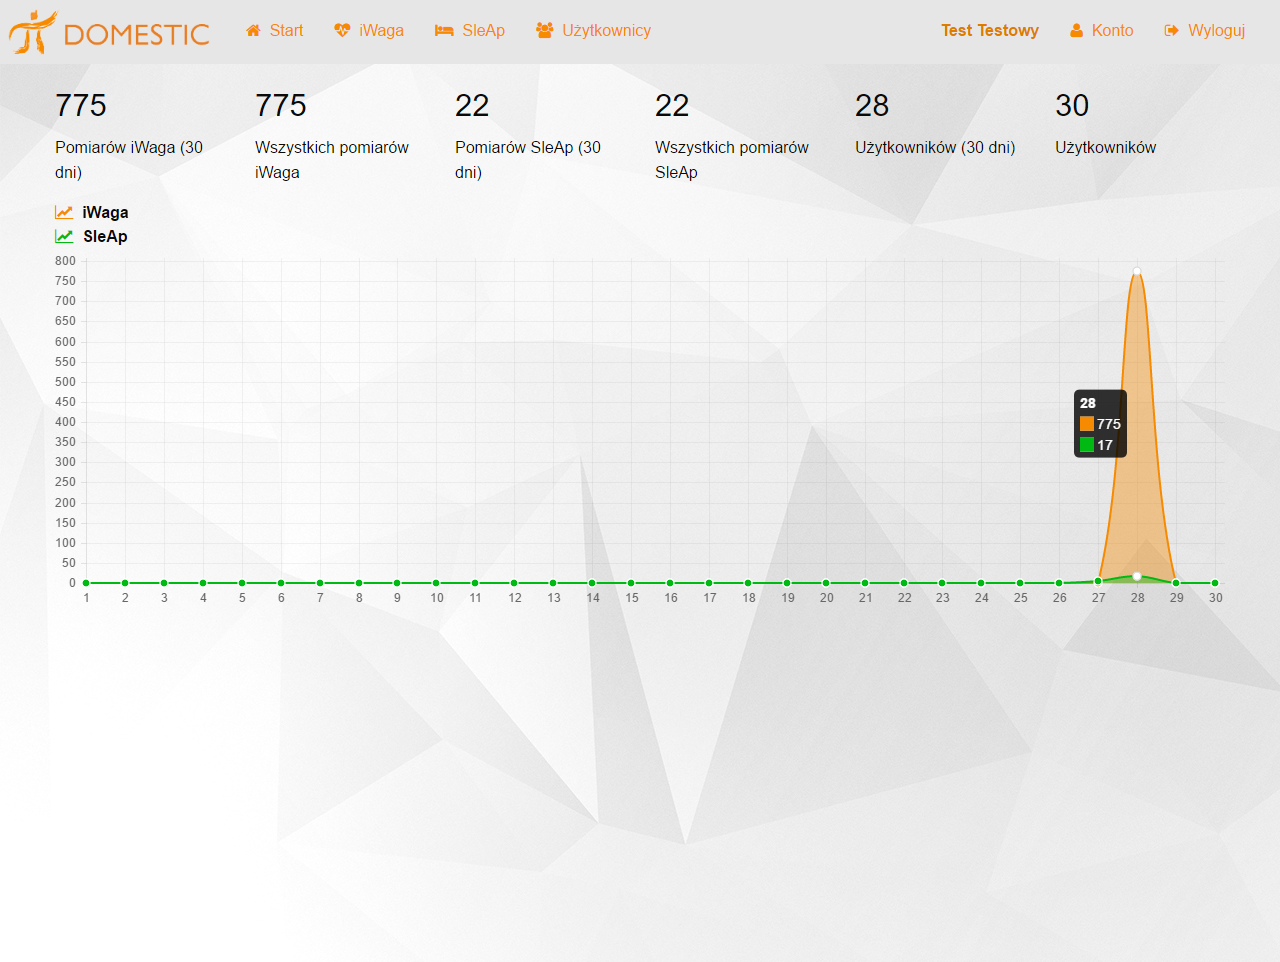 DOMESTIC Start iWaga SleAp Użytkownicy Test Testowy Konto Wyloguj
775 775 22 22 28 30
Pomiarów iWaga (30 Wszystkich pomiarów Pomiarów SleAp (30 Wszystkich pomiarów Użytkowników (30 dni) Użytkowników
dni) iWaga dni) SleAp
iWaga
SleAp
800
750
700
650
600
550
500
450
400
350
300
250
200
150
100
50
0
28
775
17
1 2 3 4 5 6 7 8 9 10 11 12 13 14 15 16 17 18 19 20 21 22 23 24 25 26 27 28 29 30